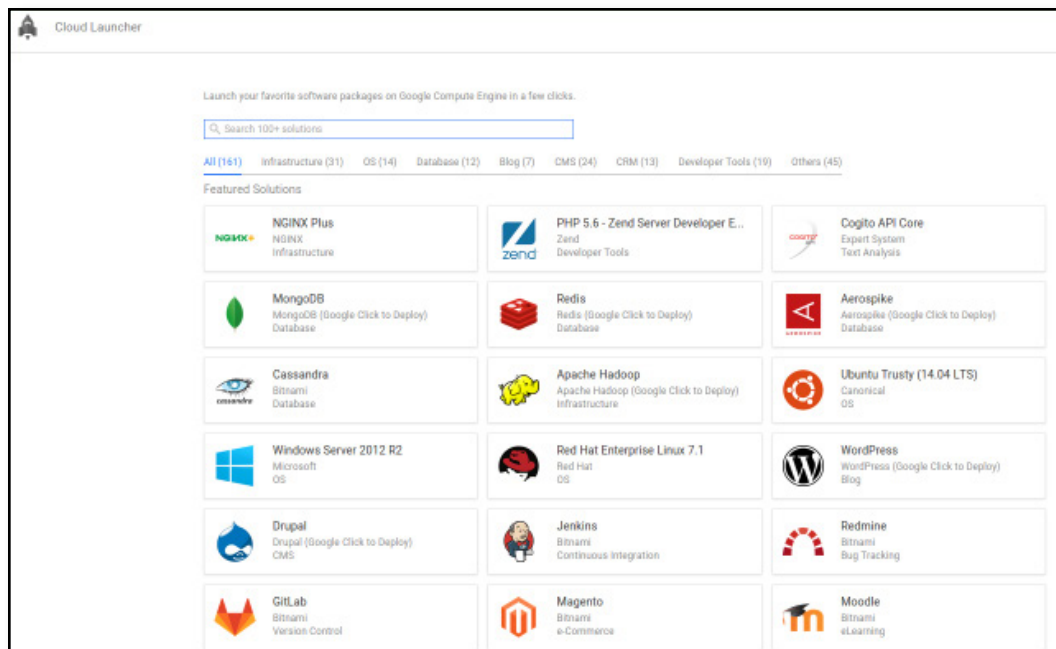 Cloud Launcher
Launch your favorite software packages on Google Compute Engine in a few clicks.
Search 100+ solutions
All (161) Infrastructure (31) OS (14) Database (12) Blog (7) CMS (24) CRM (13) Developer Tools (19) Others (45)
Featured Solutions
NGINX
NGINX Plus
NGINX
Infrastructure
zend
PHP 5.6 - Zend Server Developer E...
Zend
Developer Tools
COGITO
Cogito API Core
Expert System
Text Analysis
MongoDB
MongoDB (Google Click to Deploy)
Database
Redis
Redis (Google Click to Deploy)
Database
AEROSPIKE
Aerospike
Aerospike (Google Click to Deploy)
Database
cassandra
Cassandra
Bitnami
Database
Apache Hadoop
Apache Hadoop (Google Click to Deploy)
Infrastructure
Ubuntu Trusty (14.04 LTS)
Canonical
OS
Windows Server 2012 R2
Microsoft
OS
Red Hat Enterprise Linux 7.1
Red Hat
OS
WordPress
WordPress (Google Click to Deploy)
Blog
Drupal
Drupal (Google Click to Deploy)
CMS
Jenkins
Bitnami
Continuous Integration
Redmine
Bitnami
Bug Tracking
GitLab
Bitnami
Version Control
Magento
Bitnami
e-Commerce
Moodle
Bitnami
eLearning